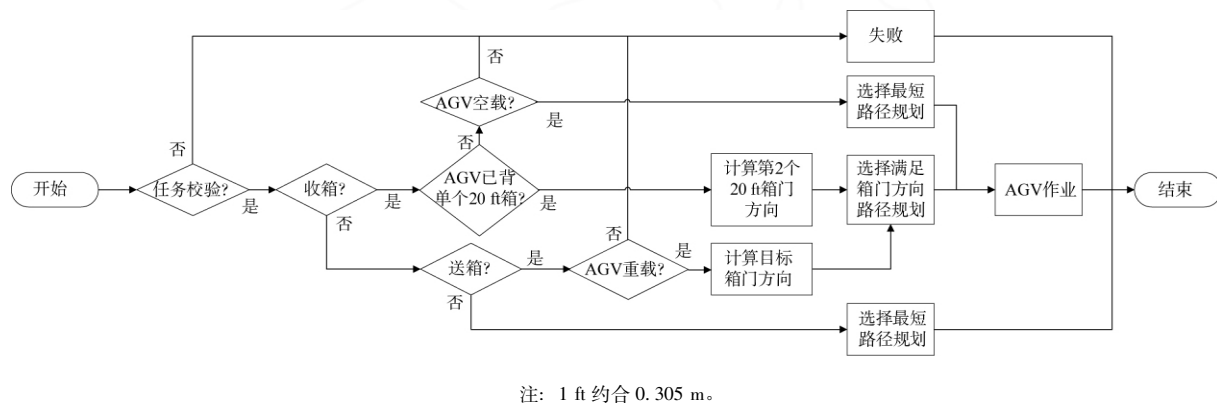 失败
否
AGV空载?
是
选择最短
路径规划
否
否
开始
任务校验?
是
收箱?
是
否
AGV已背
单个20 ft箱?
是
计算第2个
20 ft箱门
方向
选择满足
箱门方向
路径规划
AGV作业
结束
送箱?
是
否
否
AGV重载?
是
计算目标
箱门方向
选择最短
路径规划
注: 1 ft 约合 0. 305 m。